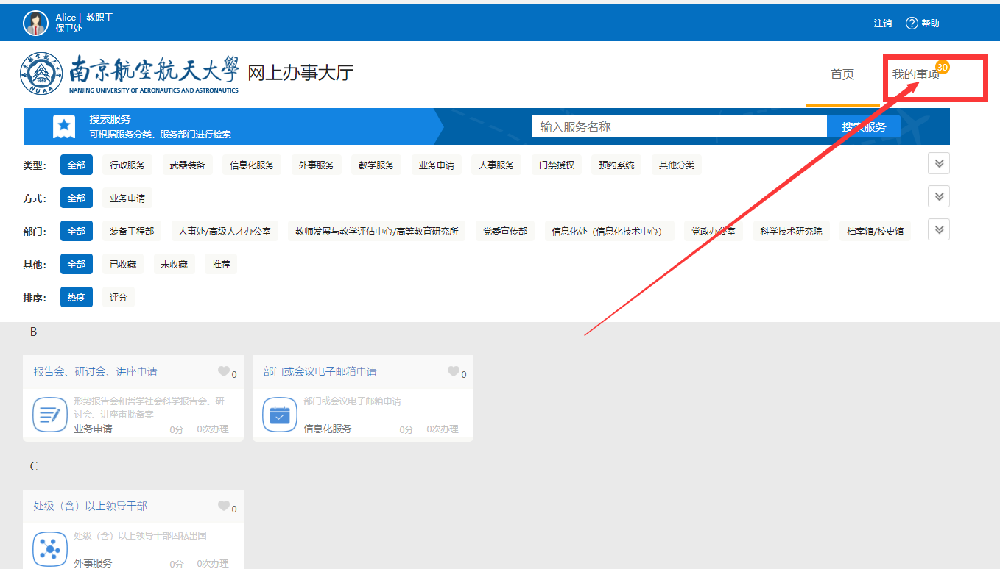 Alice | 教职工
保卫处
注销 帮助
南京航空航天大學
NANJING UNIVERSITY OF AERONAUTICS AND ASTRONAUTICS
网上办事大厅
首页 我的事项 30
搜索服务
可根据服务分类、服务部门进行检索
输入服务名称 搜索服务
类型： 全部 行政服务 武器装备 信息化服务 外事服务 教学服务 业务申请 人事服务 门禁授权 预约系统 其他分类
方式： 全部 业务申请
部门： 全部 装备工程部 人事处/高级人才办公室 教师发展与教学评估中心/高等教育研究所 党委宣传部 信息化处（信息化技术中心） 党政办公室 科学技术研究院 档案馆/校史馆
其他： 全部 已收藏 未收藏 推荐
排序： 热度 评分
B
报告会、研讨会、讲座申请 0
形势报告会和哲学社会科学报告会、研
讨会、讲座审批备案
业务申请 0分 0次办理
部门或会议电子邮箱申请 0
部门或会议电子邮箱申请
信息化服务 0分 0次办理
C
处级（含）以上领导干部... 0
处级（含）以上领导干部因私出国
外事服务 0分 0次办理